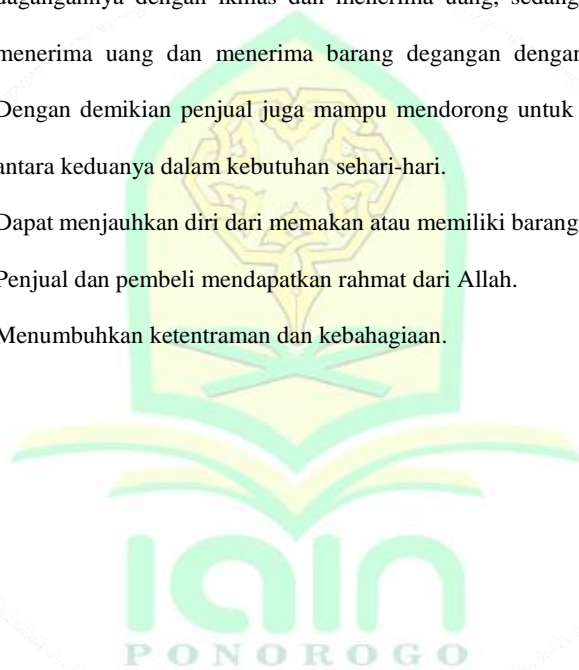 dagangannya dengan ikhlas dan menerima uang, sedang
menerima uang dan menerima barang degangan dengan
Dengan demikian penjual juga mampu mendorong untuk
antara keduanya dalam kebutuhan sehari-hari.
Dapat menjauhkan diri dari memakan atau memiliki barang
Penjual dan pembeli mendapatkan rahmat dari Allah.
Menumbuhkan ketentraman dan kebahagiaan.
iain
PONOROGO